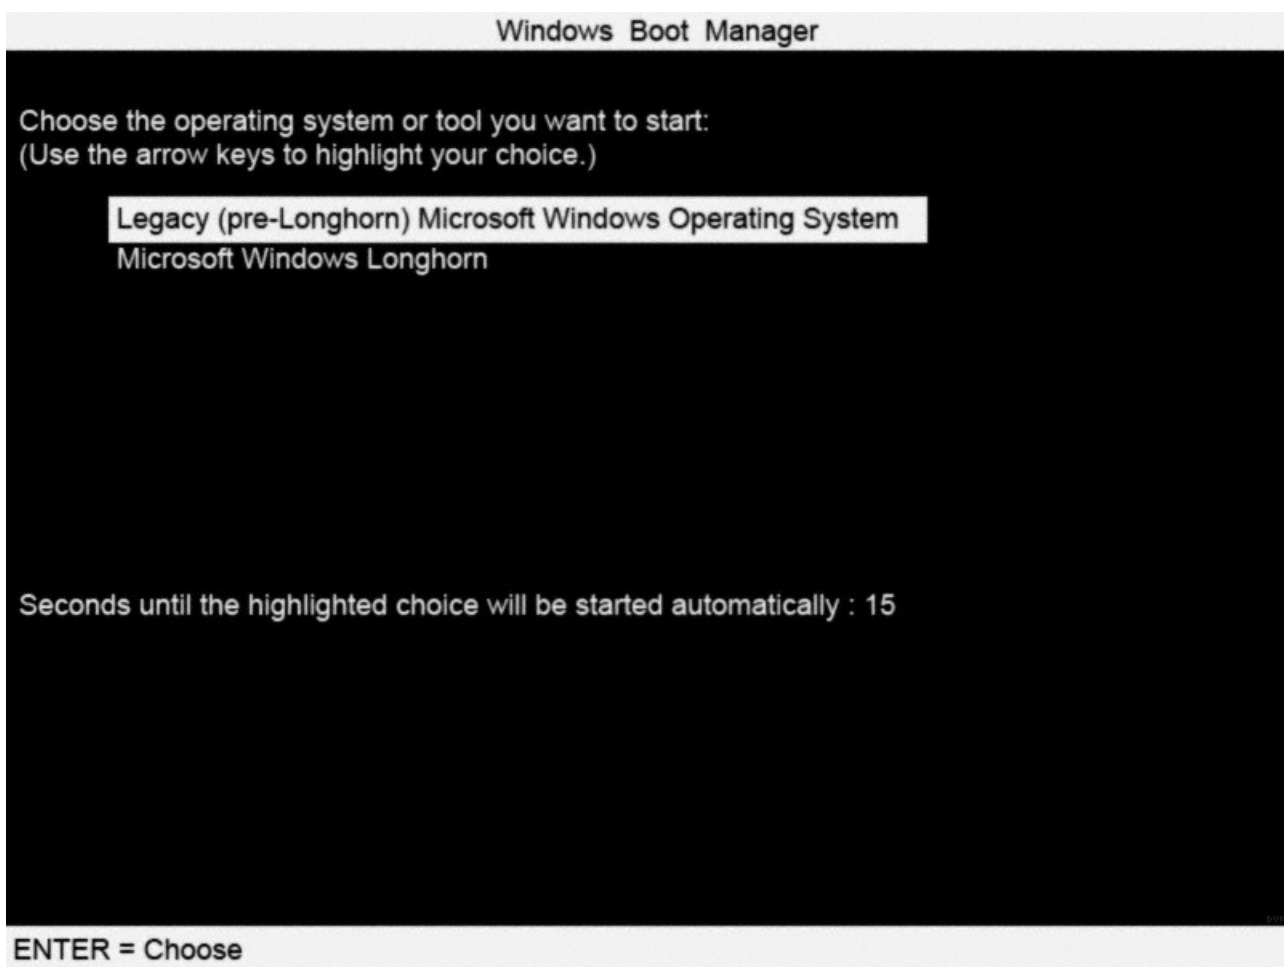 Windows Boot Manager
Choose the operating system or tool you want to start:
(Use the arrow keys to highlight your choice.)
Legacy (pre-Longhorn) Microsoft Windows Operating System
Microsoft Windows Longhorn
Seconds until the highlighted choice will be started automatically : 15
ENTER = Choose